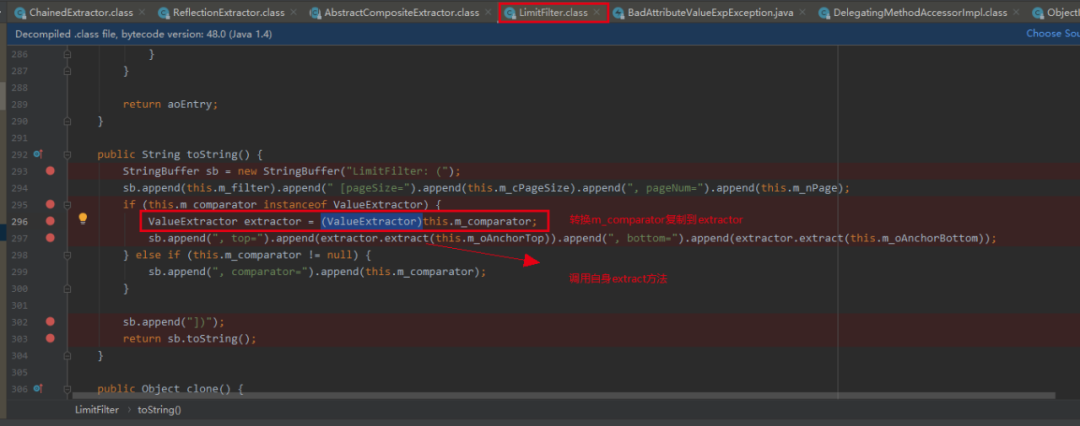 ChainedExtractor.class
ReflectionExtractor.class
AbstractCompositeExtractor.class
LimitFilter.class
BadAttributeValueExpException.java
DelegatingMethodAccessorImpl.class
Decompiled .class file, bytecode version: 48.0 (Java 1.4)
286 }
287 }
288
289 return aoEntry;
290 }
291
292 public String toString() {
293 StringBuffer sb = new StringBuffer("LimitFilter: (");
294 sb.append(this.m_filter).append(" [pageSize=").append(this.m_cPageSize).append(", pageNum=").append(this.m_nPage);
295 if (this.m_comparator instanceof ValueExtractor) {
296 ValueExtractor extractor = (ValueExtractor)this.m_comparator; 转换m_comparator复制到extractor
297 sb.append(", top=").append(extractor.extract(this.m_oAnchorTop)).append(", bottom=").append(extractor.extract(this.m_oAnchorBottom));
298 } else if (this.m_comparator != null) {
299 sb.append(", comparator=").append(this.m_comparator); 调用自身extract方法
300 }
301
302 sb.append("])");
303 return sb.toString();
304 }
305
306 public Object clone() {
LimitFilter › toString()